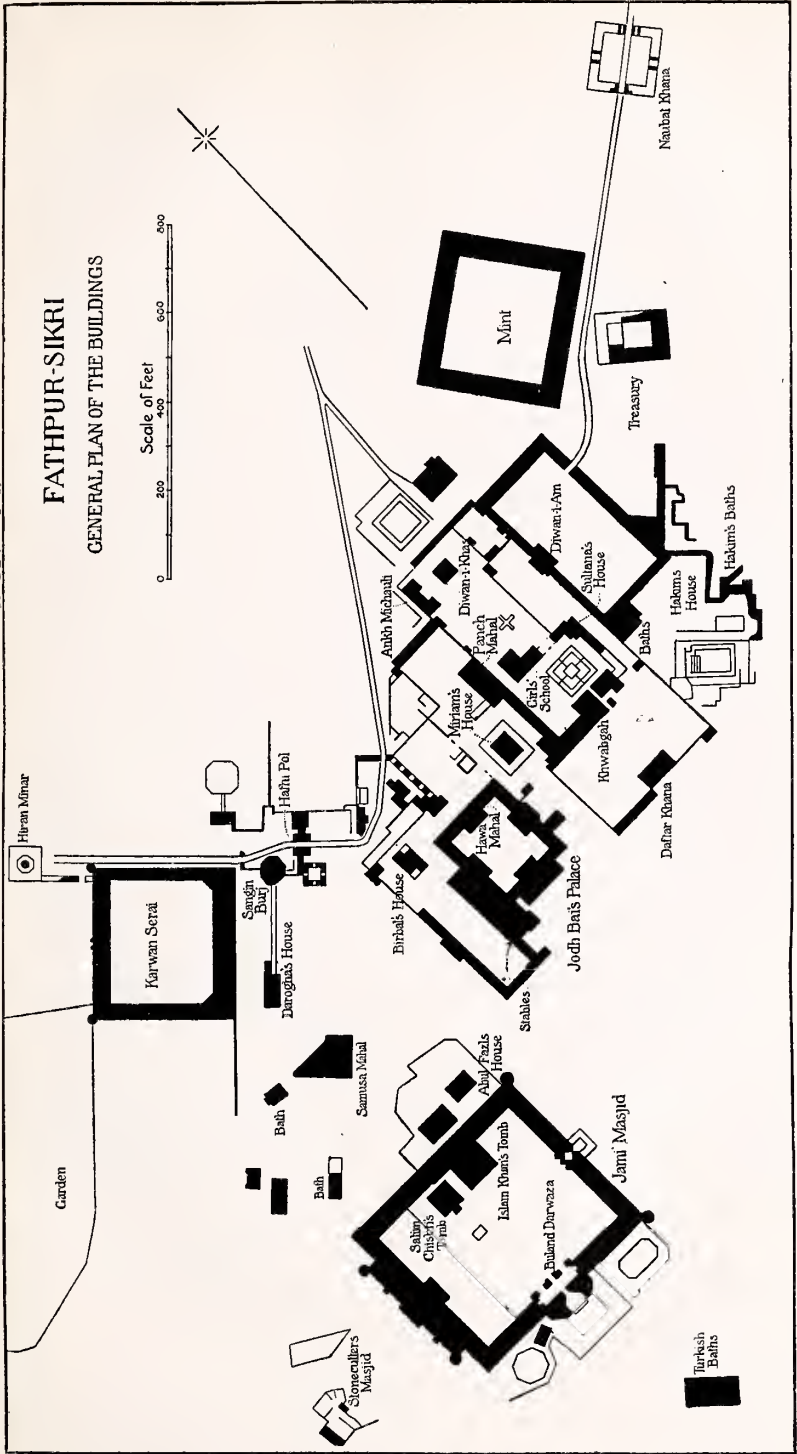 FATHPUR-SIKRI
GENERAL PLAN OF THE BUILDINGS
Scale of Feet
0 200 400 600 800
Naubat Khana
Mint
Treasury
Diwan-i-Am
Diwan-i-Khas
Ankh Michauli
Panch
Mahal
Sultana's
House
Girls'
School
Miriam's
House
Baths
Hakim's
House
Hakim's Baths
Khwabgah
Daftar Khana
Hiran Minar
Hathi Pol
Karwan Serai
Sangin
Burj
Darogha's House
Birbal's House
Hawa
Mahal
Jodh Bai's Palace
Stables
Garden
Samusa Mahal
Bath
Bath
Abul Fazl's
House
Islam Khan's Tomb
Salim
Chishti's
Tomb
Buland Darwaza
Jami' Masjid
Stonecutters
Masjid
Turkish
Baths